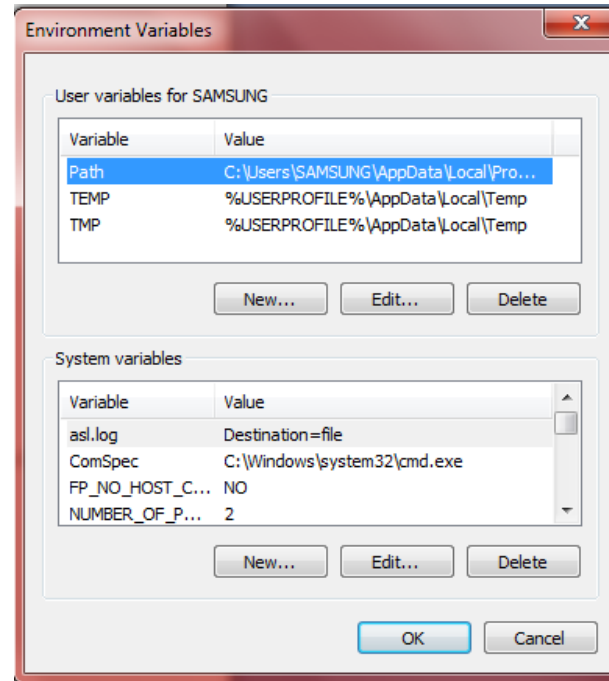 Environment Variables
User variables for SAMSUNG
Variable Value
Path C:\Users\SAMSUNG\AppData\Local\Pro...
TEMP %USERPROFILE%\AppData\Local\Temp
TMP %USERPROFILE%\AppData\Local\Temp
New... Edit... Delete
System variables
Variable Value
asl.log Destination=file
ComSpec C:\Windows\system32\cmd.exe
FP_NO_HOST_C... NO
NUMBER_OF_P... 2
New... Edit... Delete
OK Cancel